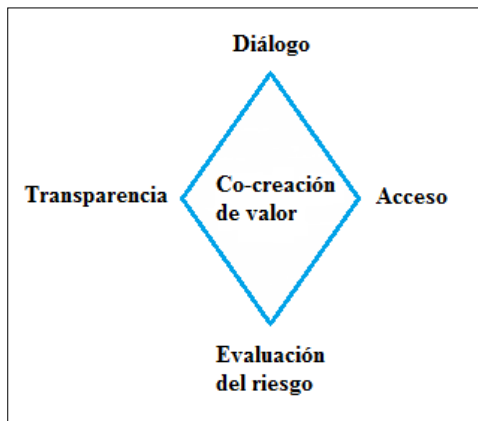 Diálogo
Transparencia
Co-creación
de valor
Acceso
Evaluación
del riesgo